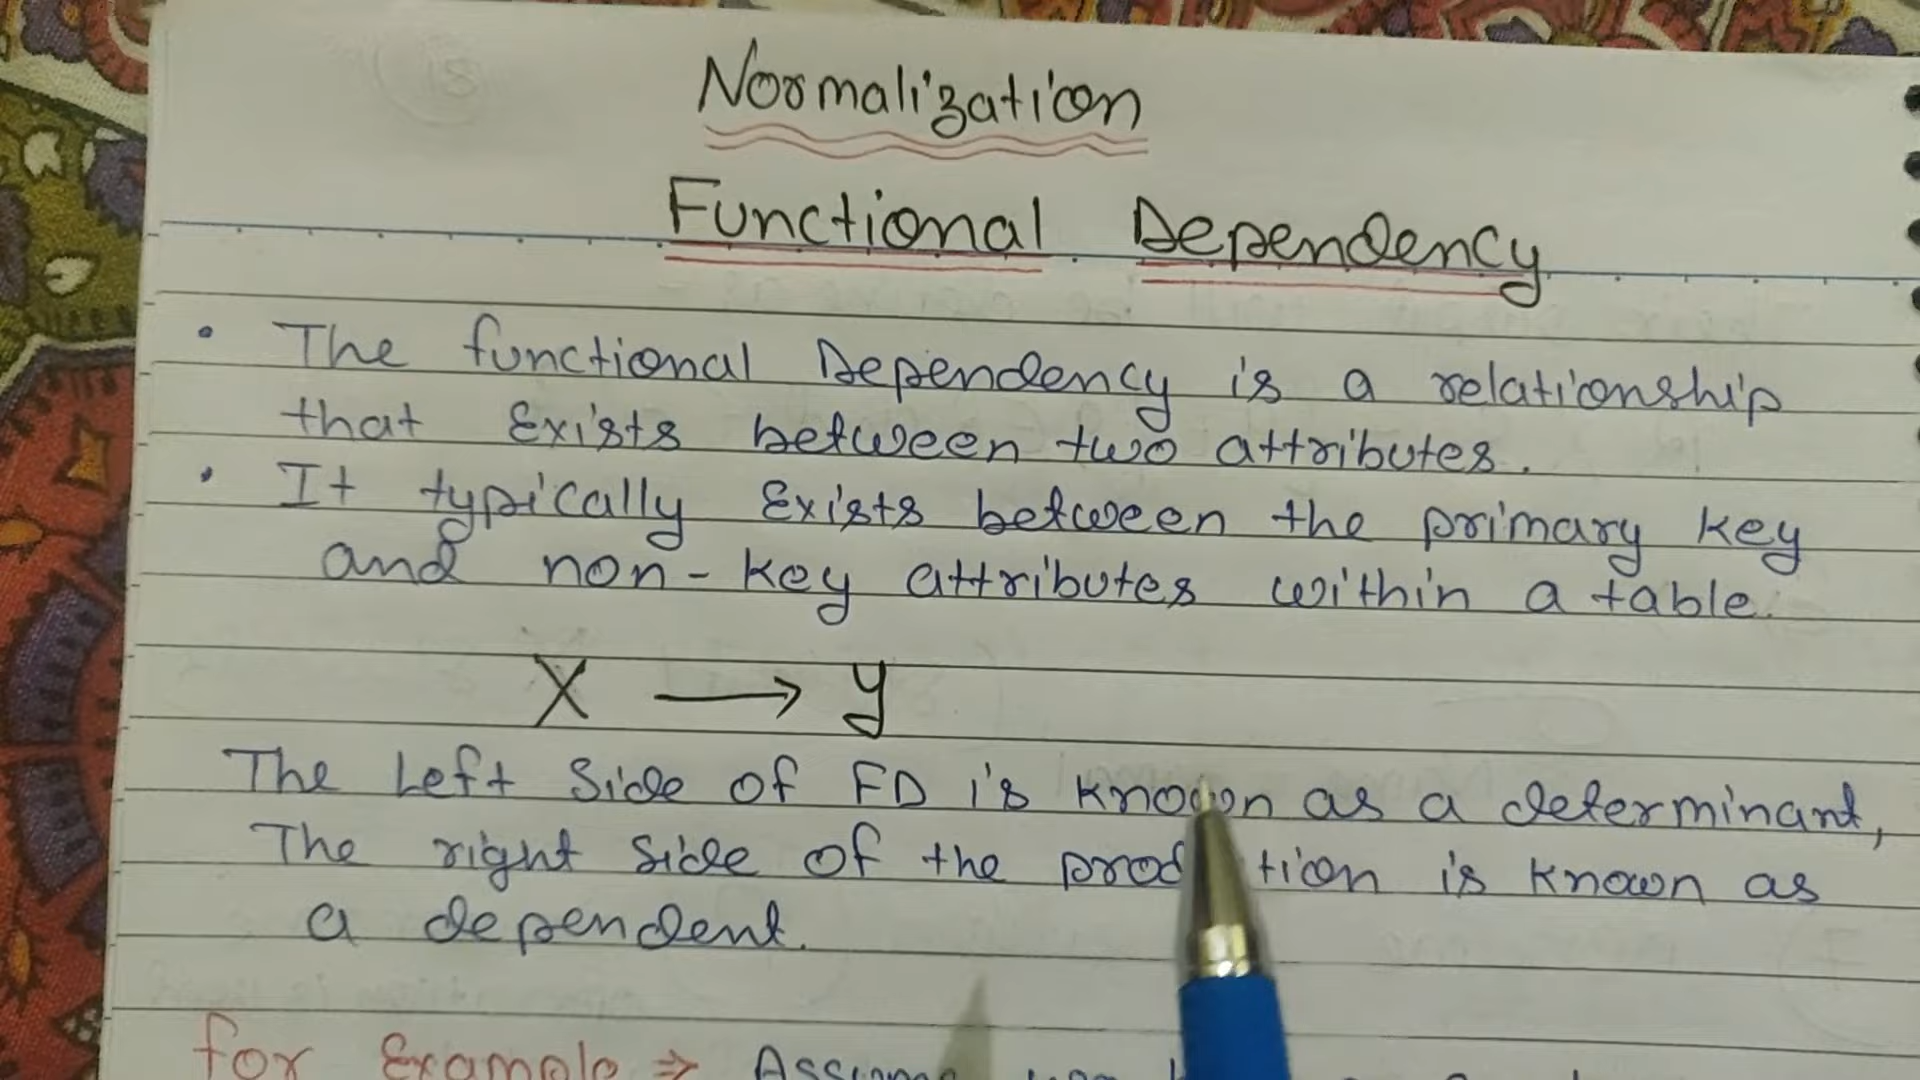 Normalization
Functional Dependency
• The functional Dependency is a relationship
that Exists between two attributes.
• It typically Exists between the primary key
and non-key attributes within a table.
X → y
The Left Side of FD is known as a determinant,
The right side of the production is known as
a dependent.
for Example ⇒ Assume